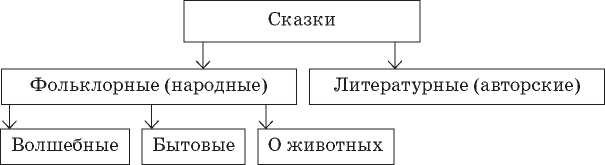 Сказки
Фольклорные (народные)
Литературные (авторские)
Волшебные
Бытовые
О животных